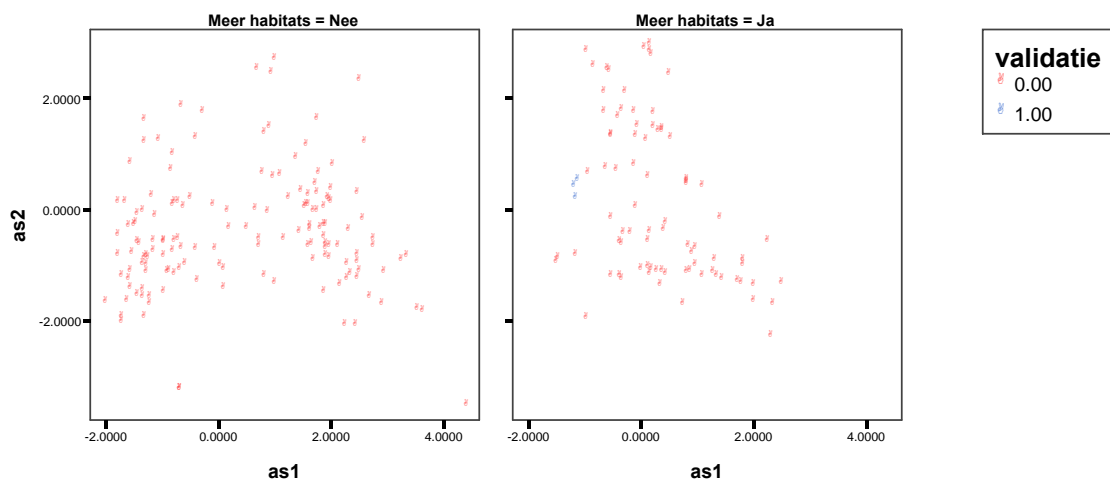 Meer habitats = Nee
Meer habitats = Ja
validatie
0.00
1.00
2.0000
0.0000
-2.0000
as2
-2.0000
0.0000
2.0000
4.0000
-2.0000
0.0000
2.0000
4.0000
as1
as1